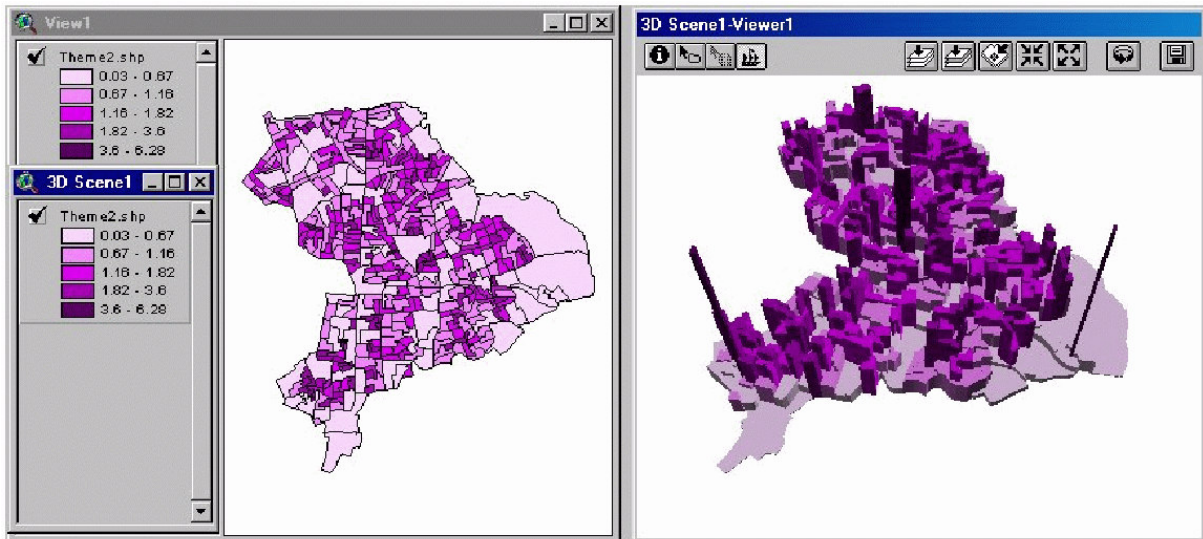 View1
Theme2.shp
0.03 - 0.67
0.67 - 1.16
1.16 - 1.82
1.82 - 3.6
3.6 - 6.28
3D Scene1
Theme2.shp
0.03 - 0.67
0.67 - 1.16
1.16 - 1.82
1.82 - 3.6
3.6 - 6.28
3D Scene1-Viewer1